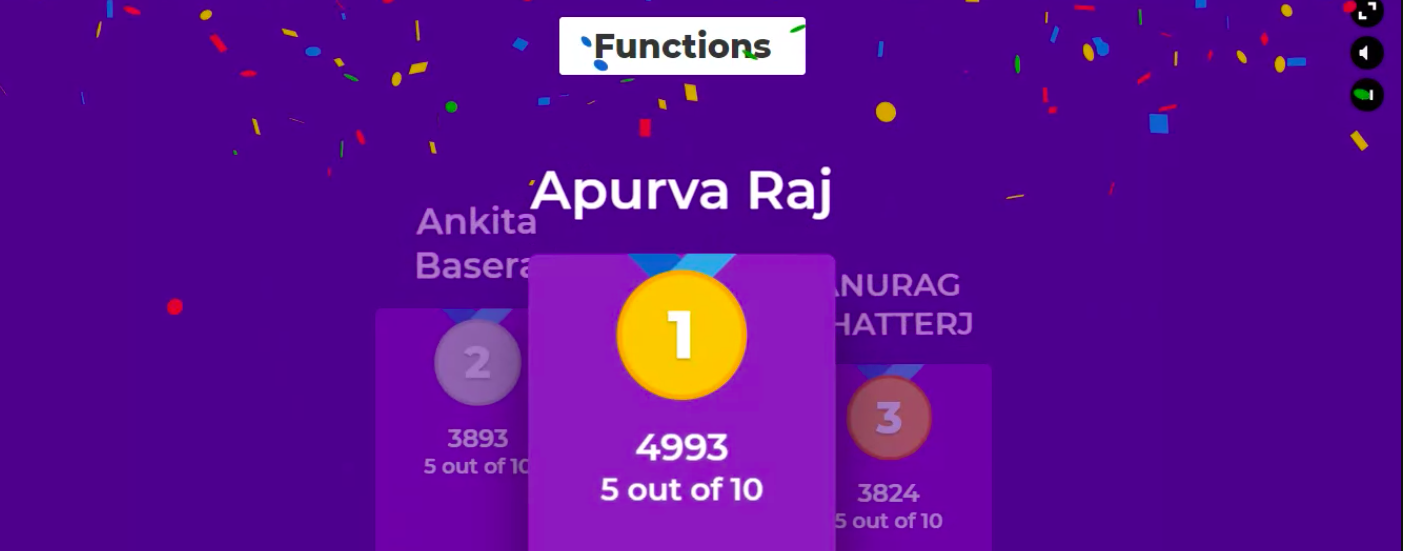 Functions
Apurva Raj
Ankita
Basera
NURAG
HATTERJ
1
2
3
4993
5 out of 10
3893
5 out of 10
3824
5 out of 10